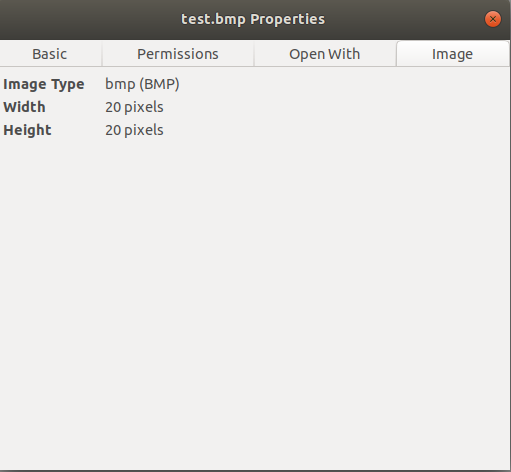 test.bmp Properties
Basic Permissions Open With Image
Image Type bmp (BMP)
Width 20 pixels
Height 20 pixels